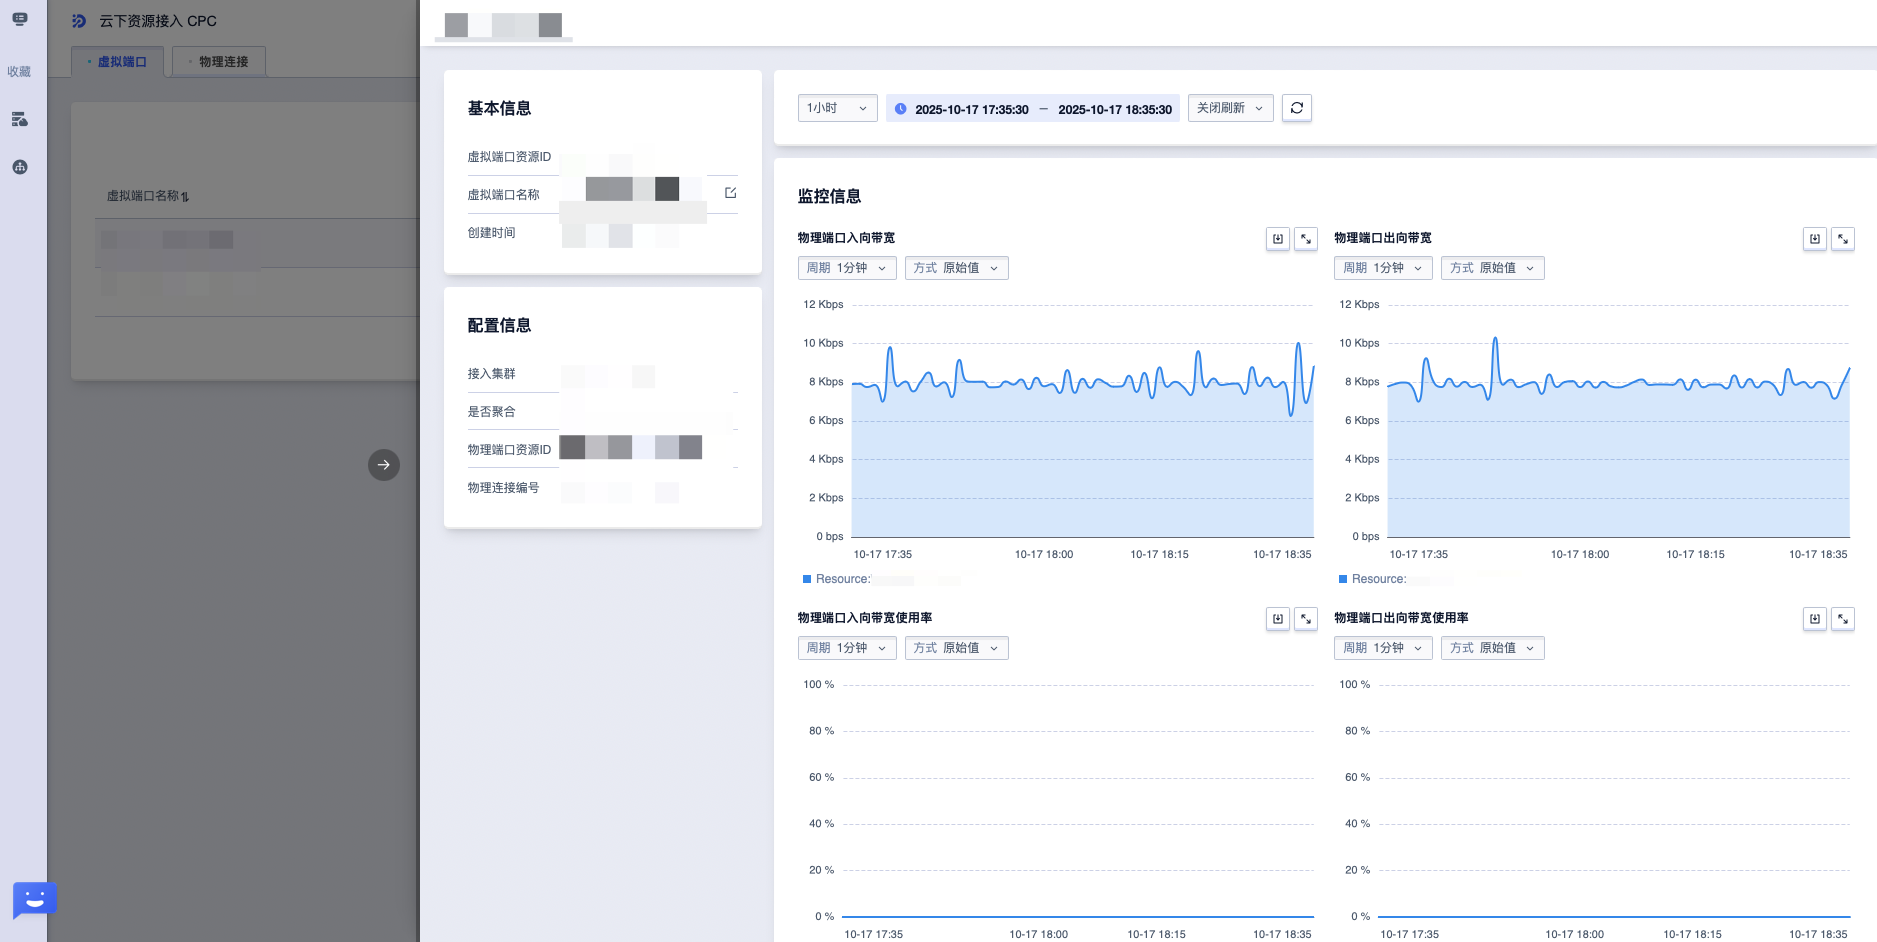 云下资源接入 CPC
收藏
虚拟端口
物理连接
虚拟端口名称
基本信息
虚拟端口资源ID
虚拟端口名称
创建时间
配置信息
接入集群
是否聚合
物理端口资源ID
物理连接编号
1小时
2025-10-17 17:35:30 — 2025-10-17 18:35:30
关闭刷新
监控信息
物理端口入向带宽
周期 1分钟
方式 原始值
12 Kbps
10 Kbps
8 Kbps
6 Kbps
4 Kbps
2 Kbps
0 bps
10-17 17:35
10-17 18:00
10-17 18:15
10-17 18:35
Resource:
物理端口出向带宽
周期 1分钟
方式 原始值
12 Kbps
10 Kbps
8 Kbps
6 Kbps
4 Kbps
2 Kbps
0 bps
10-17 17:35
10-17 18:00
10-17 18:15
10-17 18:35
Resource:
物理端口入向带宽使用率
周期 1分钟
方式 原始值
100 %
80 %
60 %
40 %
20 %
0 %
10-17 17:35
10-17 18:00
10-17 18:15
10-17 18:35
物理端口出向带宽使用率
周期 1分钟
方式 原始值
100 %
80 %
60 %
40 %
20 %
0 %
10-17 17:35
10-17 18:00
10-17 18:15
10-17 18:35